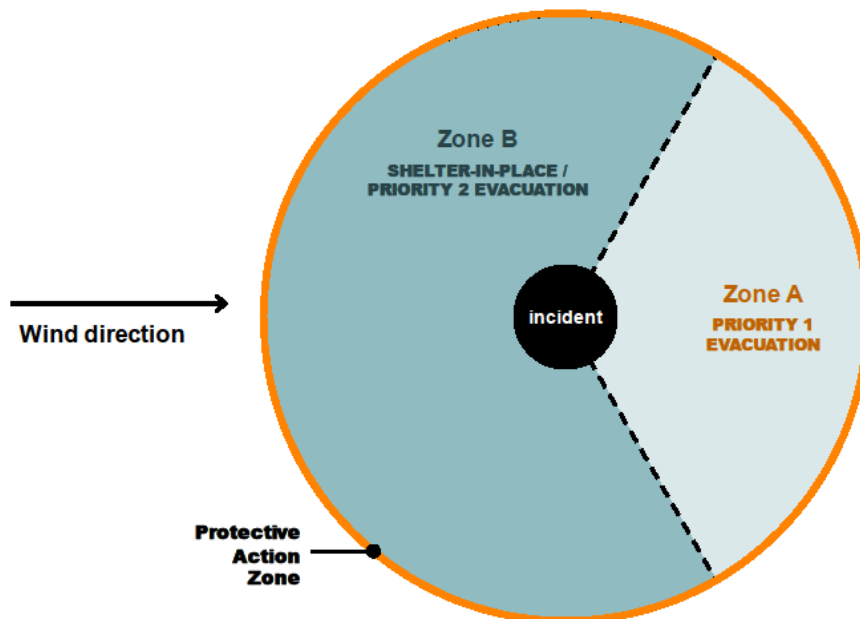 Zone B
SHELTER-IN-PLACE /
PRIORITY 2 EVACUATION
Zone A
PRIORITY 1
EVACUATION
incident
Wind direction
Protective
Action
Zone